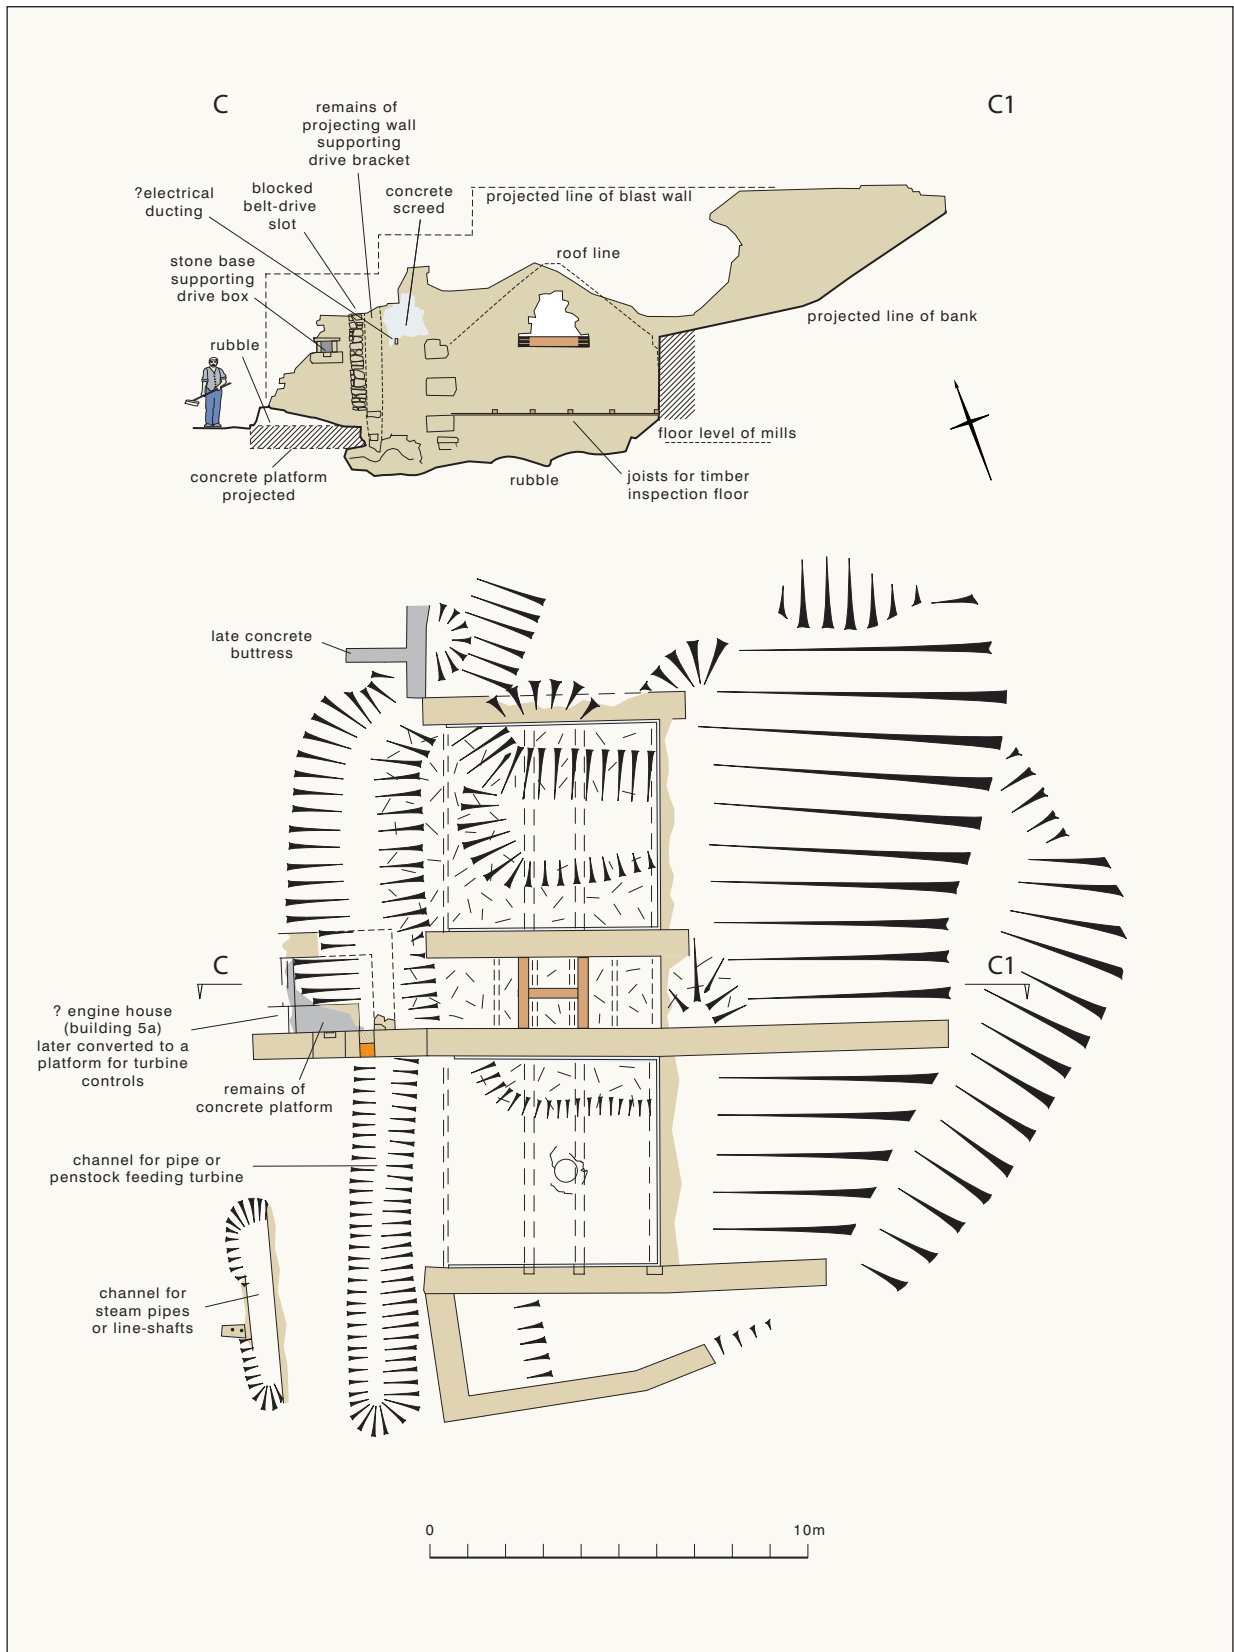 C
C1
remains of
projecting wall
supporting
drive bracket
?electrical
ducting
blocked
belt-drive
slot
concrete
screed
projected line of blast wall
stone base
supporting
drive box
roof line
rubble
projected line of bank
floor level of mills
concrete platform
projected
rubble
joists for timber
inspection floor
late concrete
buttress
C
C1
? engine house
(building 5a)
later converted to a
platform for turbine
controls
remains of
concrete platform
channel for pipe or
penstock feeding turbine
channel for
steam pipes
or line-shafts
0
10m